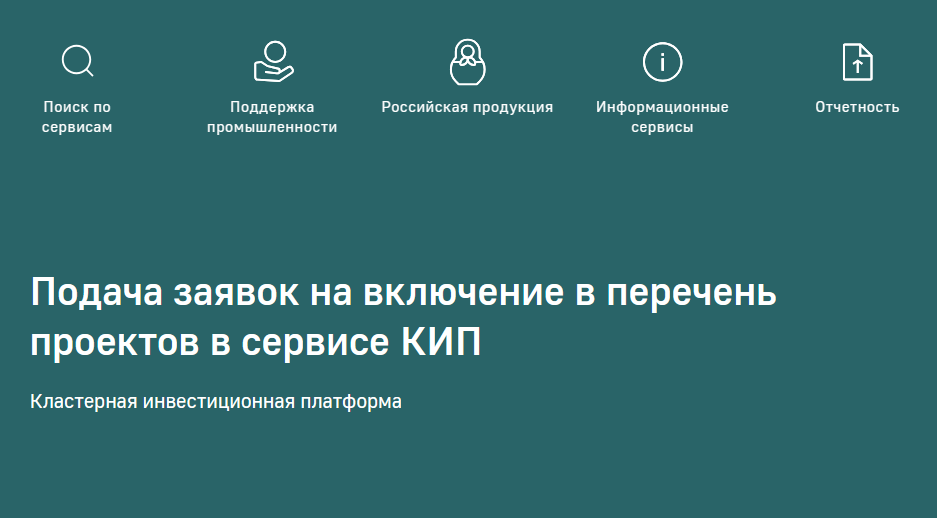 Поиск по
сервисам
Поддержка
промышленности
Российская продукция
Информационные
сервисы
Отчетность
Подача заявок на включение в перечень
проектов в сервисе КИП
Кластерная инвестиционная платформа